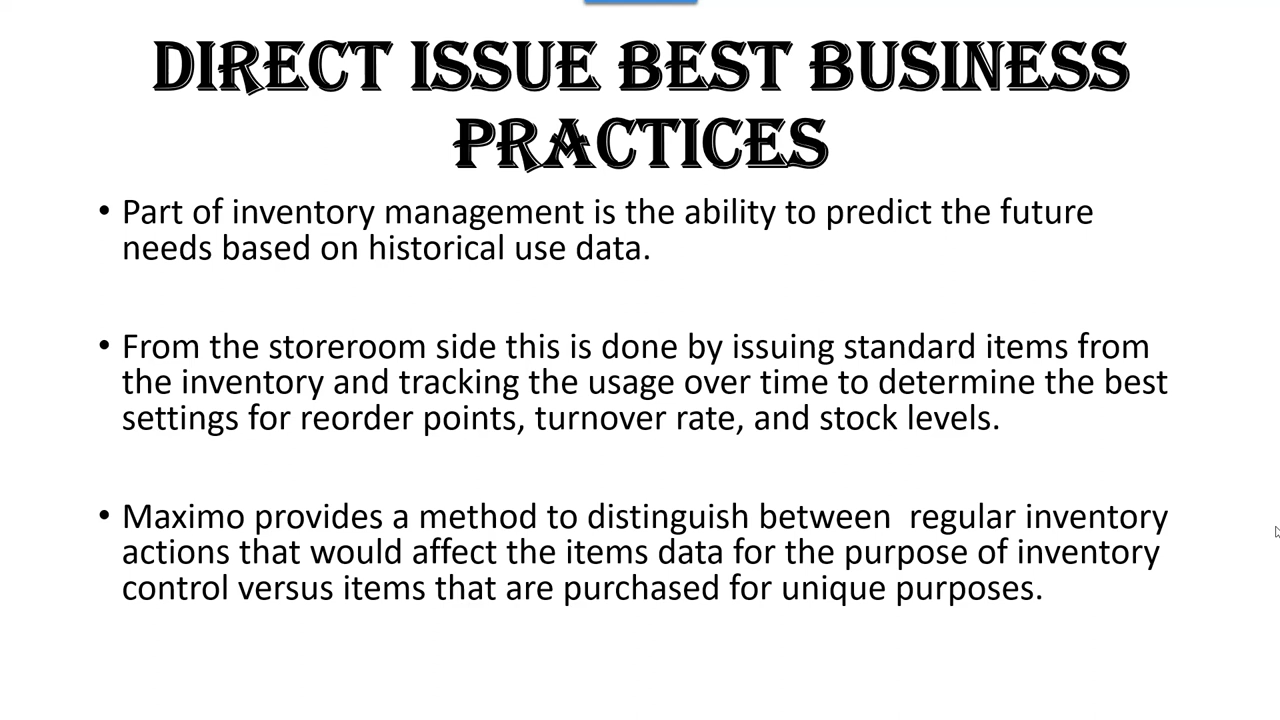 DIRECT ISSUE BEST BUSINESS
PRACTICES
• Part of inventory management is the ability to predict the future
needs based on historical use data.
• From the storeroom side this is done by issuing standard items from
the inventory and tracking the usage over time to determine the best
settings for reorder points, turnover rate, and stock levels.
• Maximo provides a method to distinguish between  regular inventory
actions that would affect the items data for the purpose of inventory
control versus items that are purchased for unique purposes.